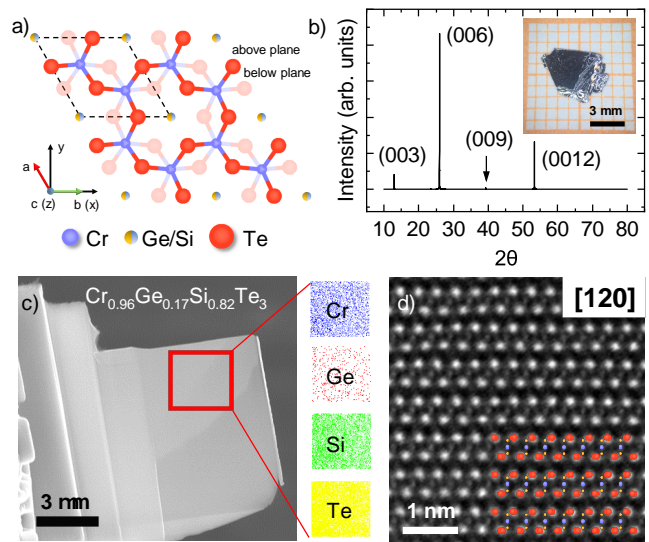 a)
above plane
below plane
y
a
c (z)
b (x)
Cr
Ge/Si
Te
b)
Intensity (arb. units)
(006)
(003)
(009)
(0012)
3 mm
10 20 30 40 50 60 70 80
2θ
c)
Cr0.96Ge0.17Si0.82Te3
3 mm
Cr
Ge
Si
Te
d)
[120]
1 nm